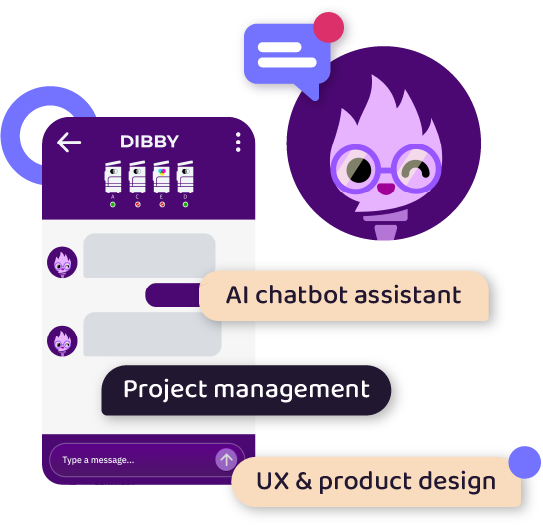 DIBBY
A C E D
AI chatbot assistant
Project management
Type a message...
UX & product design